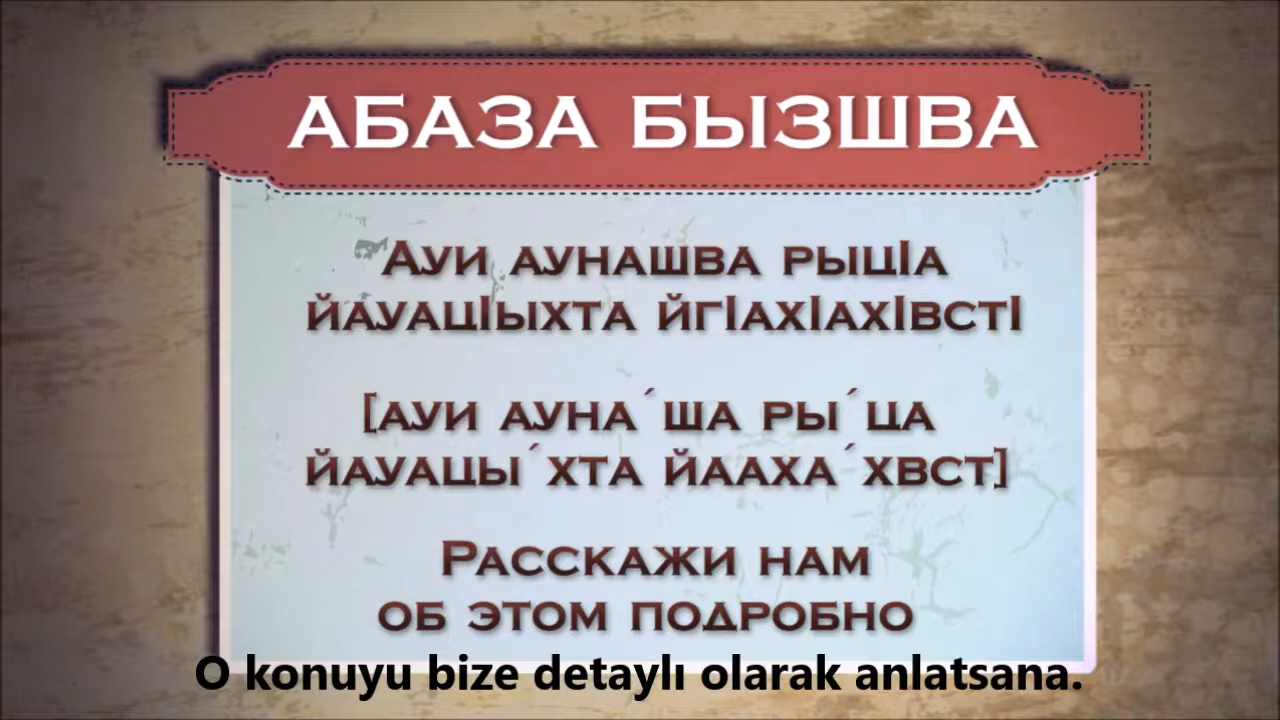 АБАЗА БЫЗШВА
Ауи аунашва рыцIа
йауацIыхта йгIахIахIвстI
[ауи ауна´ша ры´ца
йауацы´хта йааха´хвст]
Расскажи нам
об этом подробно
O konuyu bize detaylı olarak anlatsana.